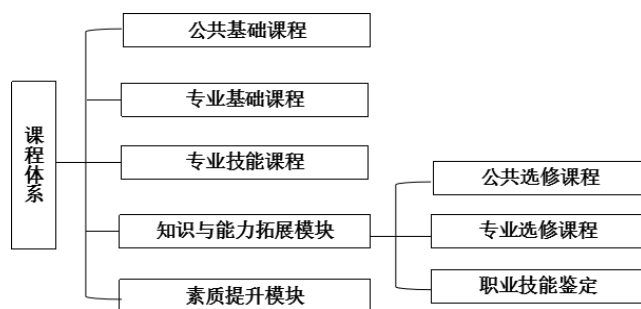 课程体系
公共基础课程
专业基础课程
专业技能课程
知识与能力拓展模块
素质提升模块
公共选修课程
专业选修课程
职业技能鉴定